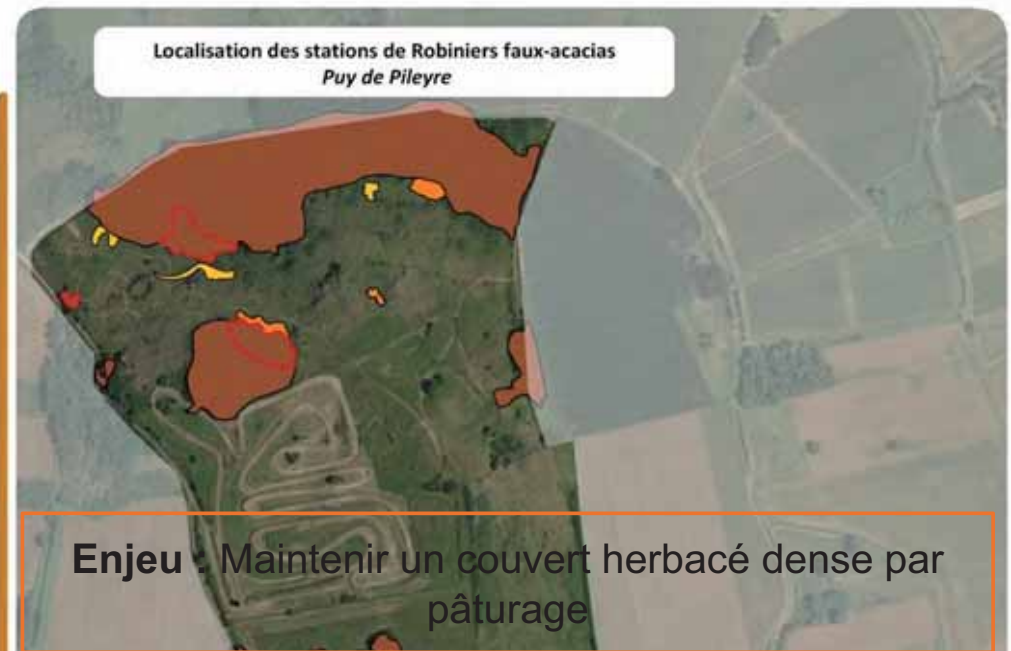 Localisation des stations de Robiniers faux-acacias
Puy de Pileyre
Enjeu : Maintenir un couvert herbacé dense par
pâturage